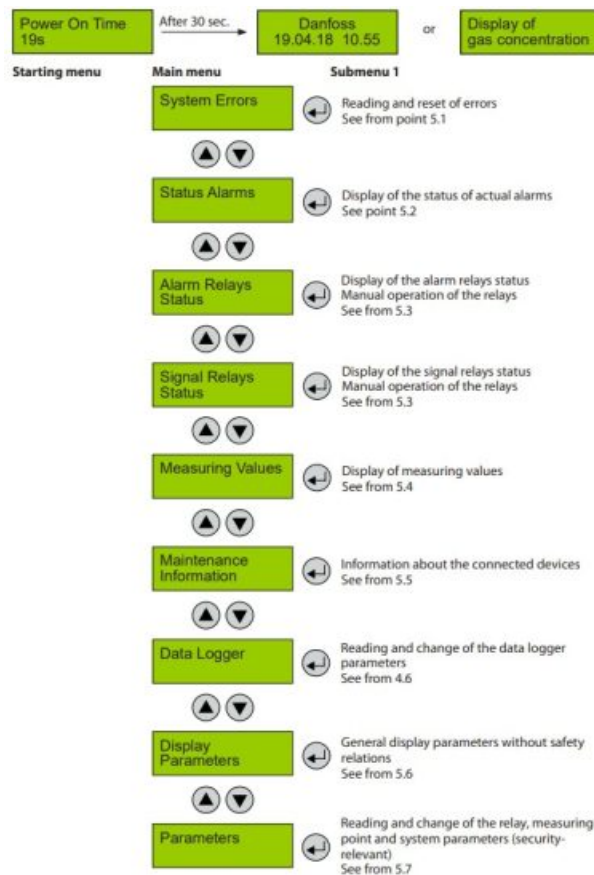 Power On Time
19s
After 30 sec.
Danfoss
19.04.18 10.55
or
Display of
gas concentration
Starting menu
Main menu
Submenu 1
System Errors
Reading and reset of errors
See from point 5.1
Status Alarms
Display of the status of actual alarms
See point 5.2
Alarm Relays
Status
Display of the alarm relays status
Manual operation of the relays
See from 5.3
Signal Relays
Status
Display of the signal relays status
Manual operation of the relays
See from 5.3
Measuring Values
Display of measuring values
See from 5.4
Maintenance
Information
Information about the connected devices
See from 5.5
Data Logger
Reading and change of the data logger
parameters
See from 4.6
Display
Parameters
General display parameters without safety
relations
See from 5.6
Parameters
Reading and change of the relay, measuring
point and system parameters (security-
relevant)
See from 5.7